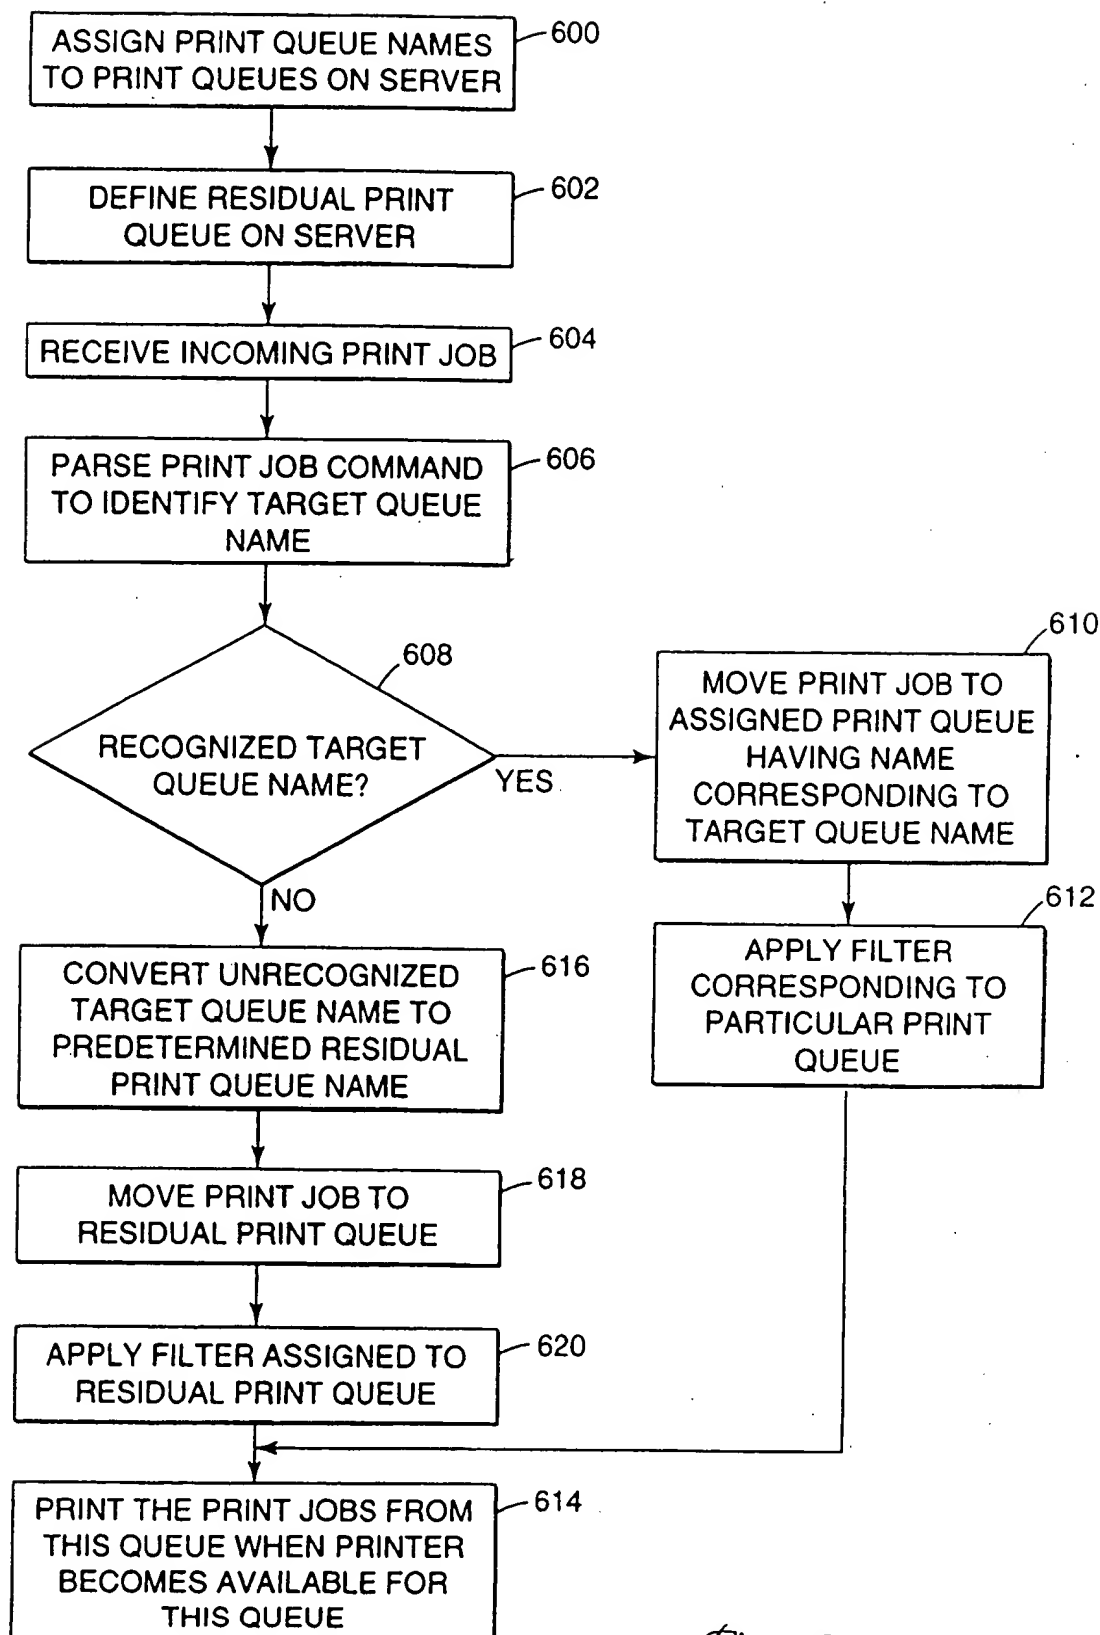 ASSIGN PRINT QUEUE NAMES
TO PRINT QUEUES ON SERVER
600
DEFINE RESIDUAL PRINT
QUEUE ON SERVER
602
RECEIVE INCOMING PRINT JOB
604
PARSE PRINT JOB COMMAND
TO IDENTIFY TARGET QUEUE
NAME
606
RECOGNIZED TARGET
QUEUE NAME?
608
YES
NO
MOVE PRINT JOB TO
ASSIGNED PRINT QUEUE
HAVING NAME
CORRESPONDING TO
TARGET QUEUE NAME
610
APPLY FILTER
CORRESPONDING TO
PARTICULAR PRINT
QUEUE
612
CONVERT UNRECOGNIZED
TARGET QUEUE NAME TO
PREDETERMINED RESIDUAL
PRINT QUEUE NAME
616
MOVE PRINT JOB TO
RESIDUAL PRINT QUEUE
618
APPLY FILTER ASSIGNED TO
RESIDUAL PRINT QUEUE
620
PRINT THE PRINT JOBS FROM
THIS QUEUE WHEN PRINTER
BECOMES AVAILABLE FOR
THIS QUEUE
614